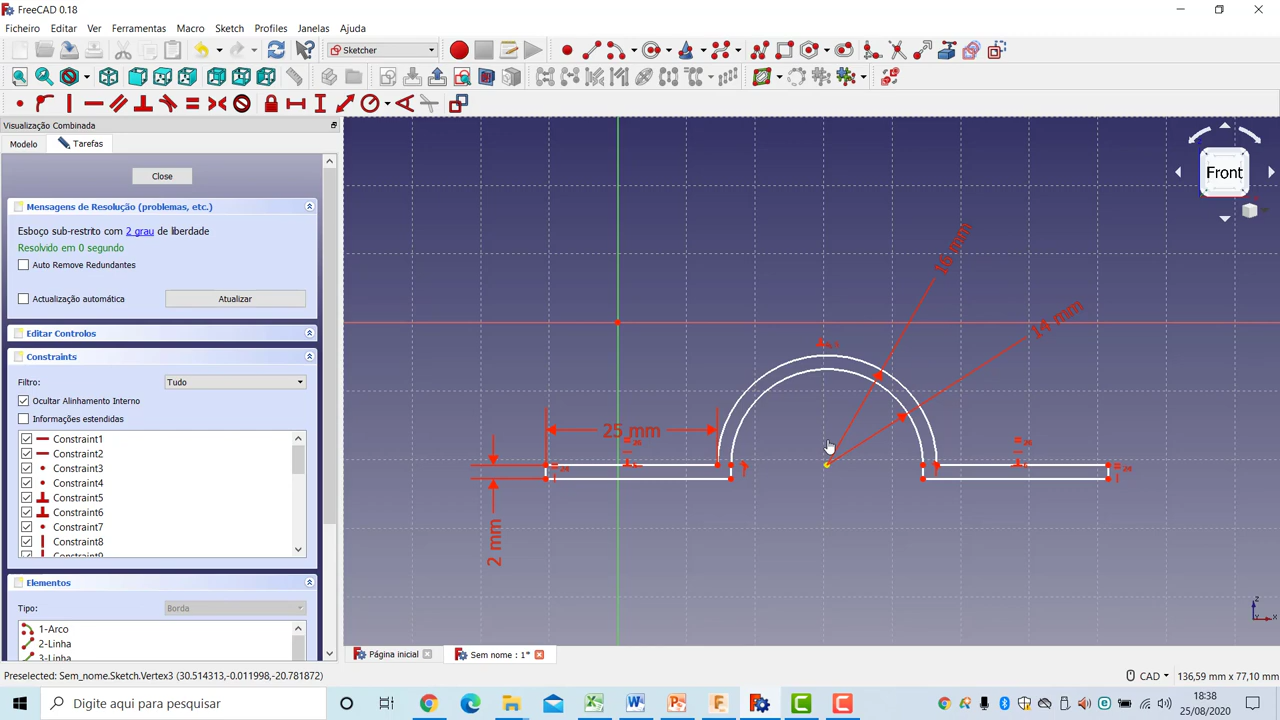 FreeCAD 0.18
Ficheiro Editar Ver Ferramentas Macro Sketch Profiles Janelas Ajuda
Sketcher
Visualização Combinada
Modelo Tarefas
Close
Mensagens de Resolução (problemas, etc.)
Esboço sub-restrito com 2 grau de liberdade
Resolvido em 0 segundo
Auto Remove Redundantes
Actualização automática Atualizar
Editar Controlos
Constraints
Filtro: Tudo
Ocultar Alinhamento Interno
Informações estendidas
Constraint1
Constraint2
Constraint3
Constraint4
Constraint5
Constraint6
Constraint7
Constraint8
Constraint9
Elementos
Tipo: Borda
1-Arco
2-Linha
3-Linha
Front
16 mm
14 mm
25 mm
2 mm
Página inicial Sem nome : 1*
Preselected: Sem_nome.Sketch.Vertex3 (30.514313,-0.011998,-20.781872) CAD 136,59 mm x 77,10 mm
Digite aqui para pesquisar
18:38
25/08/2020